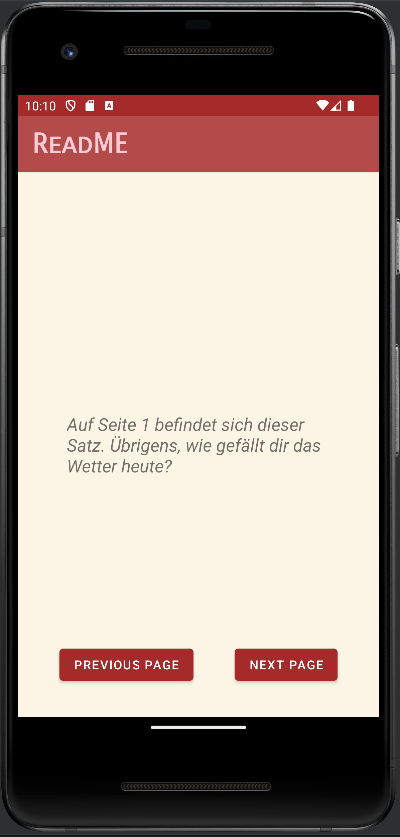 10:10
ReadME
Auf Seite 1 befindet sich dieser
Satz. Übrigens, wie gefällt dir das
Wetter heute?
PREVIOUS PAGE
NEXT PAGE